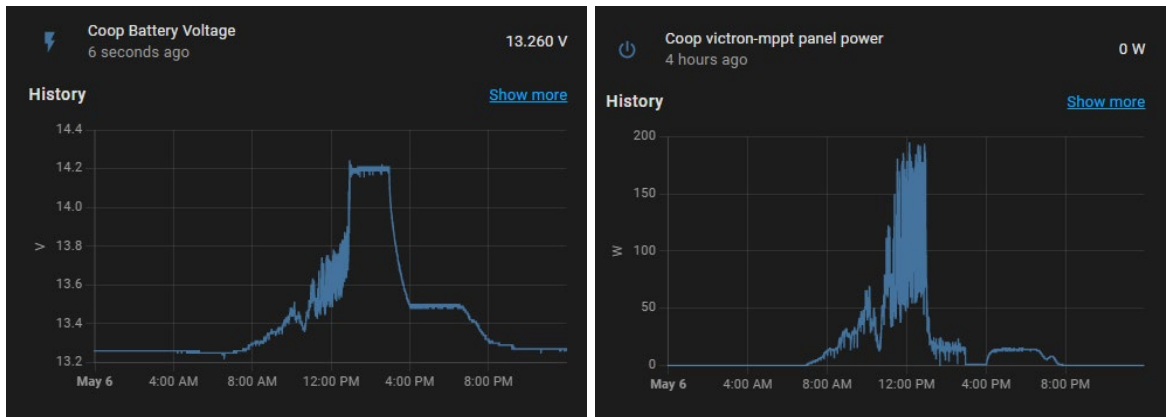 Coop Battery Voltage
6 seconds ago
13.260 V
History
Show more
14.4
14.2
14.0
13.8
13.6
13.4
13.2
V
May 6
4:00 AM
8:00 AM
12:00 PM
4:00 PM
8:00 PM
Coop victron-mppt panel power
4 hours ago
0 W
History
Show more
200
150
100
50
0
W
May 6
4:00 AM
8:00 AM
12:00 PM
4:00 PM
8:00 PM